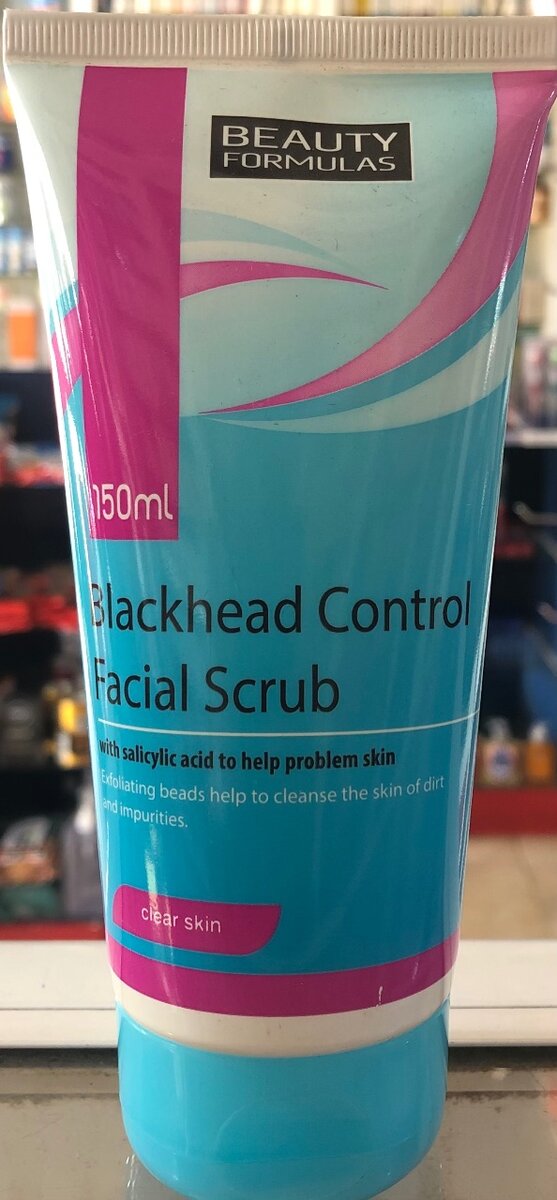 BEAUTY
FORMULAS
150ml
Blackhead Control
Facial Scrub
with salicylic acid to help problem skin
Exfoliating beads help to cleanse the skin of dirt
and impurities.
clear skin